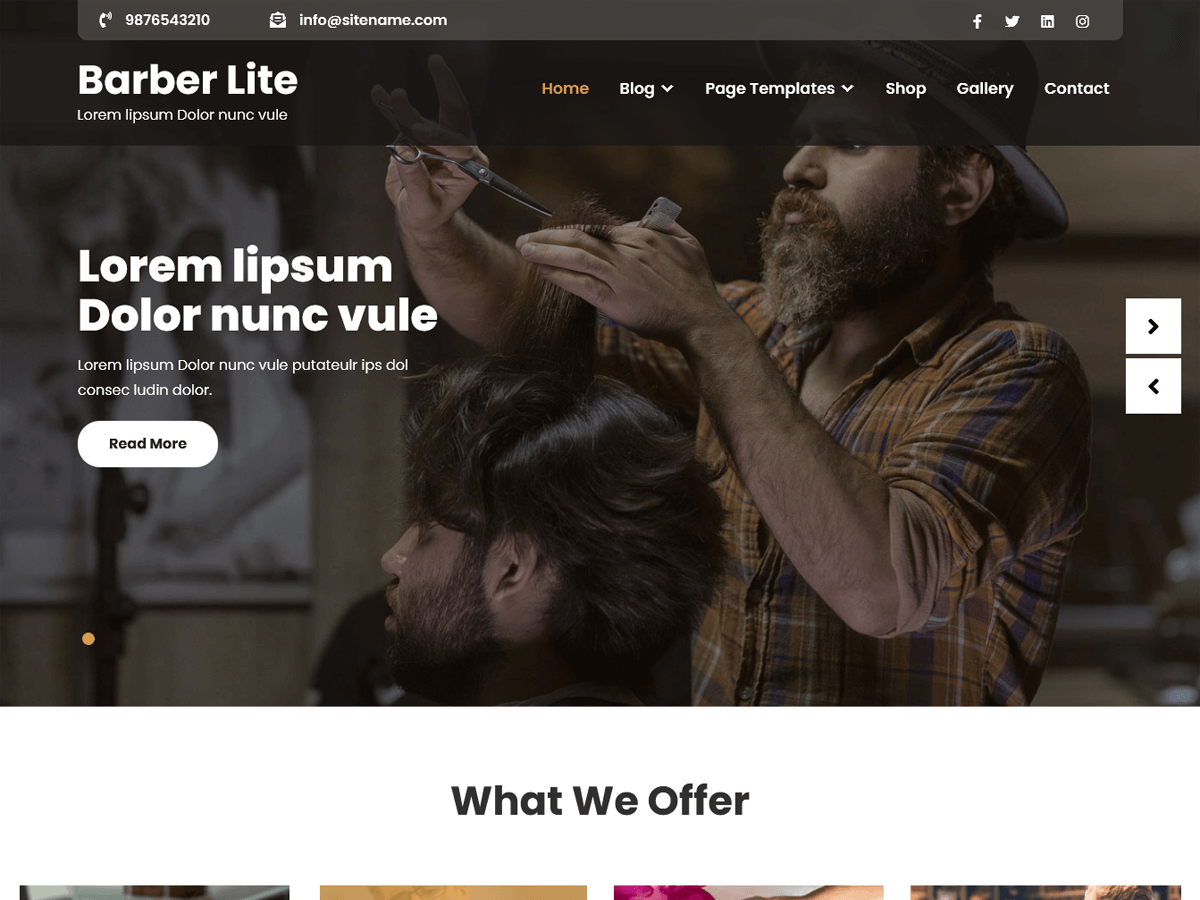 9876543210 info@sitename.com
Barber Lite
Lorem lipsum Dolor nunc vule
Home Blog Page Templates Shop Gallery Contact
Lorem lipsum
Dolor nunc vule
Lorem lipsum Dolor nunc vule putateulr ips dol
consec ludin dolor.
Read More
What We Offer